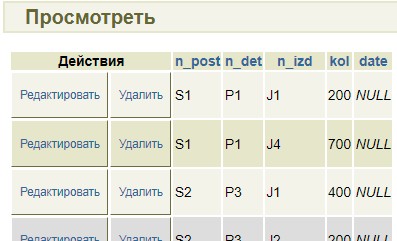 Просмотреть
Действия n_post n_det n_izd kol date
Редактировать Удалить S1 P1 J1 200 NULL
Редактировать Удалить S1 P1 J4 700 NULL
Редактировать Удалить S2 P3 J1 400 NULL
Редактировать Удалить S2 P3 J2 200 NULL